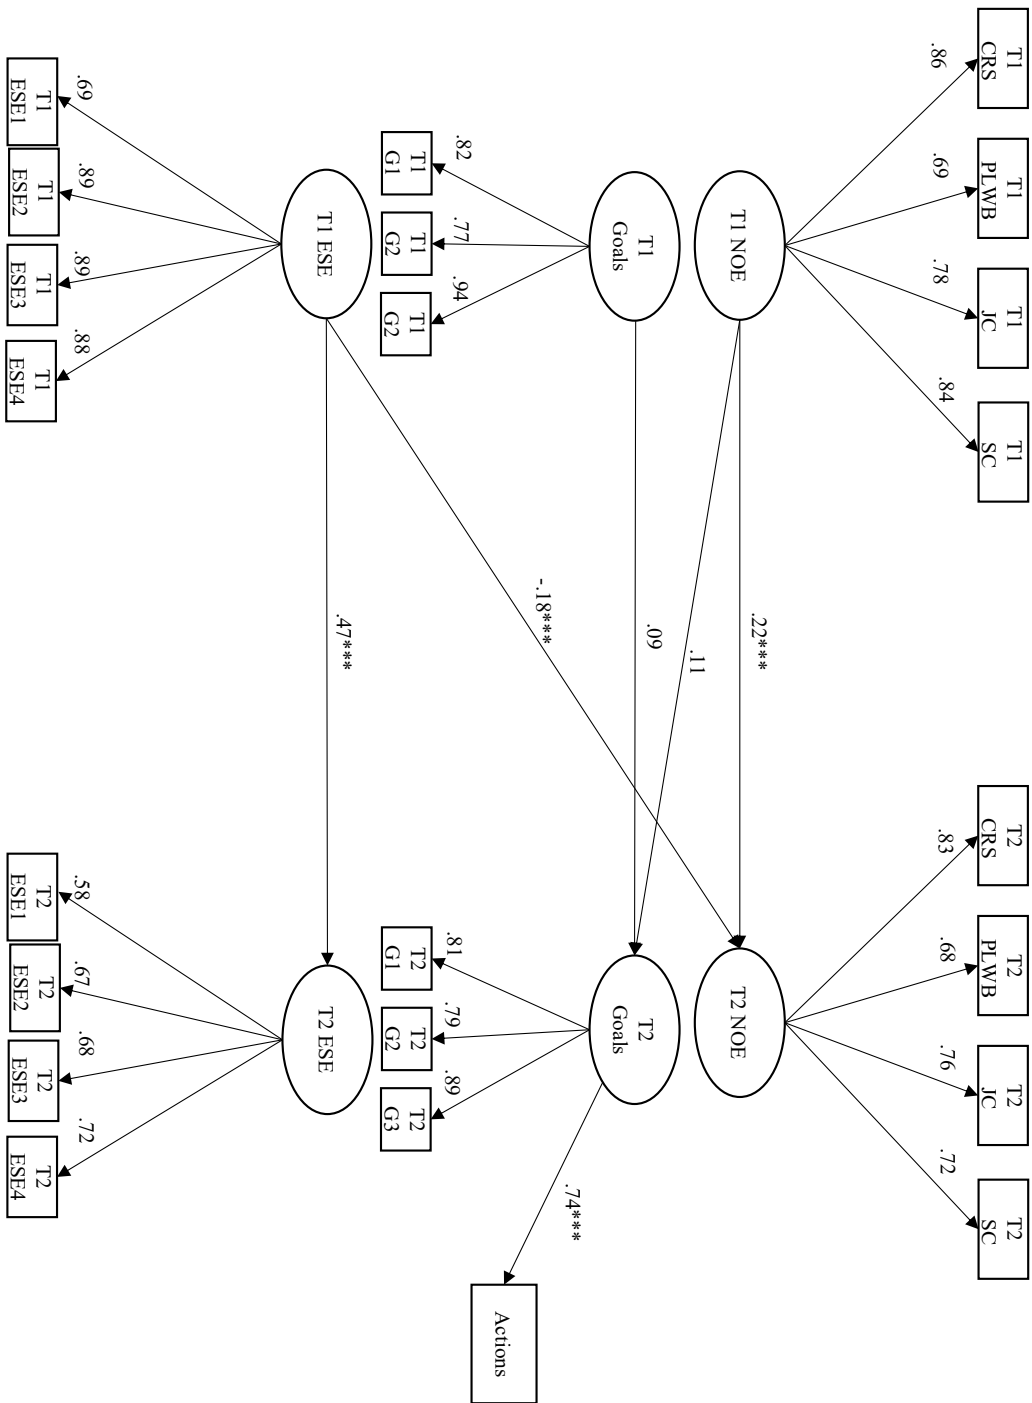 T1
CRS
T1
PLWB
T1
JC
T1
SC
T2
CRS
T2
PLWB
T2
JC
T2
SC
.86
.69
.78
.84
.83
.68
.76
.72
T1 NOE
.22***
T2 NOE
.11
.09
T1
Goals
T2
Goals
-.18***
.74***
.82
.77
.94
.81
.79
.89
Actions
T1
G1
T1
G2
T1
G2
T2
G1
T2
G2
T2
G3
T1 ESE
.47***
T2 ESE
.69
.89
.89
.88
.58
.67
.68
.72
T1
ESE1
T1
ESE2
T1
ESE3
T1
ESE4
T2
ESE1
T2
ESE2
T2
ESE3
T2
ESE4